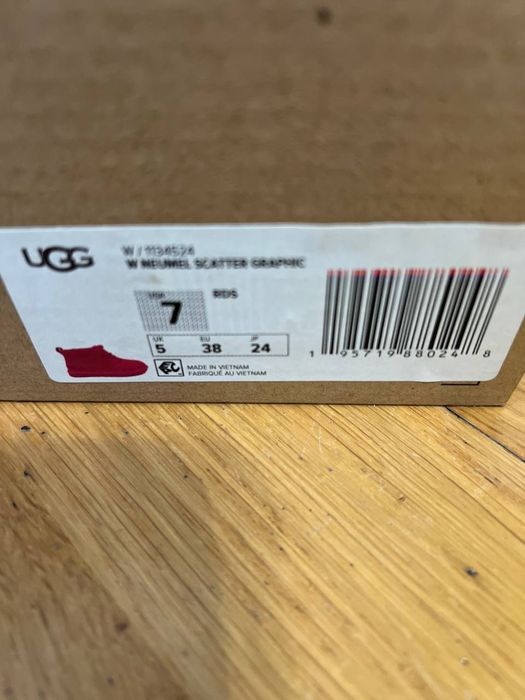 UGG
W / 1134524
W NEUMEL SCATTER GRAPHIC
USA
7
RDS
UK EU JP
5 38 24
MADE IN VIETNAM
FABRIQUÉ AU VIETNAM
1 95719 88024 8